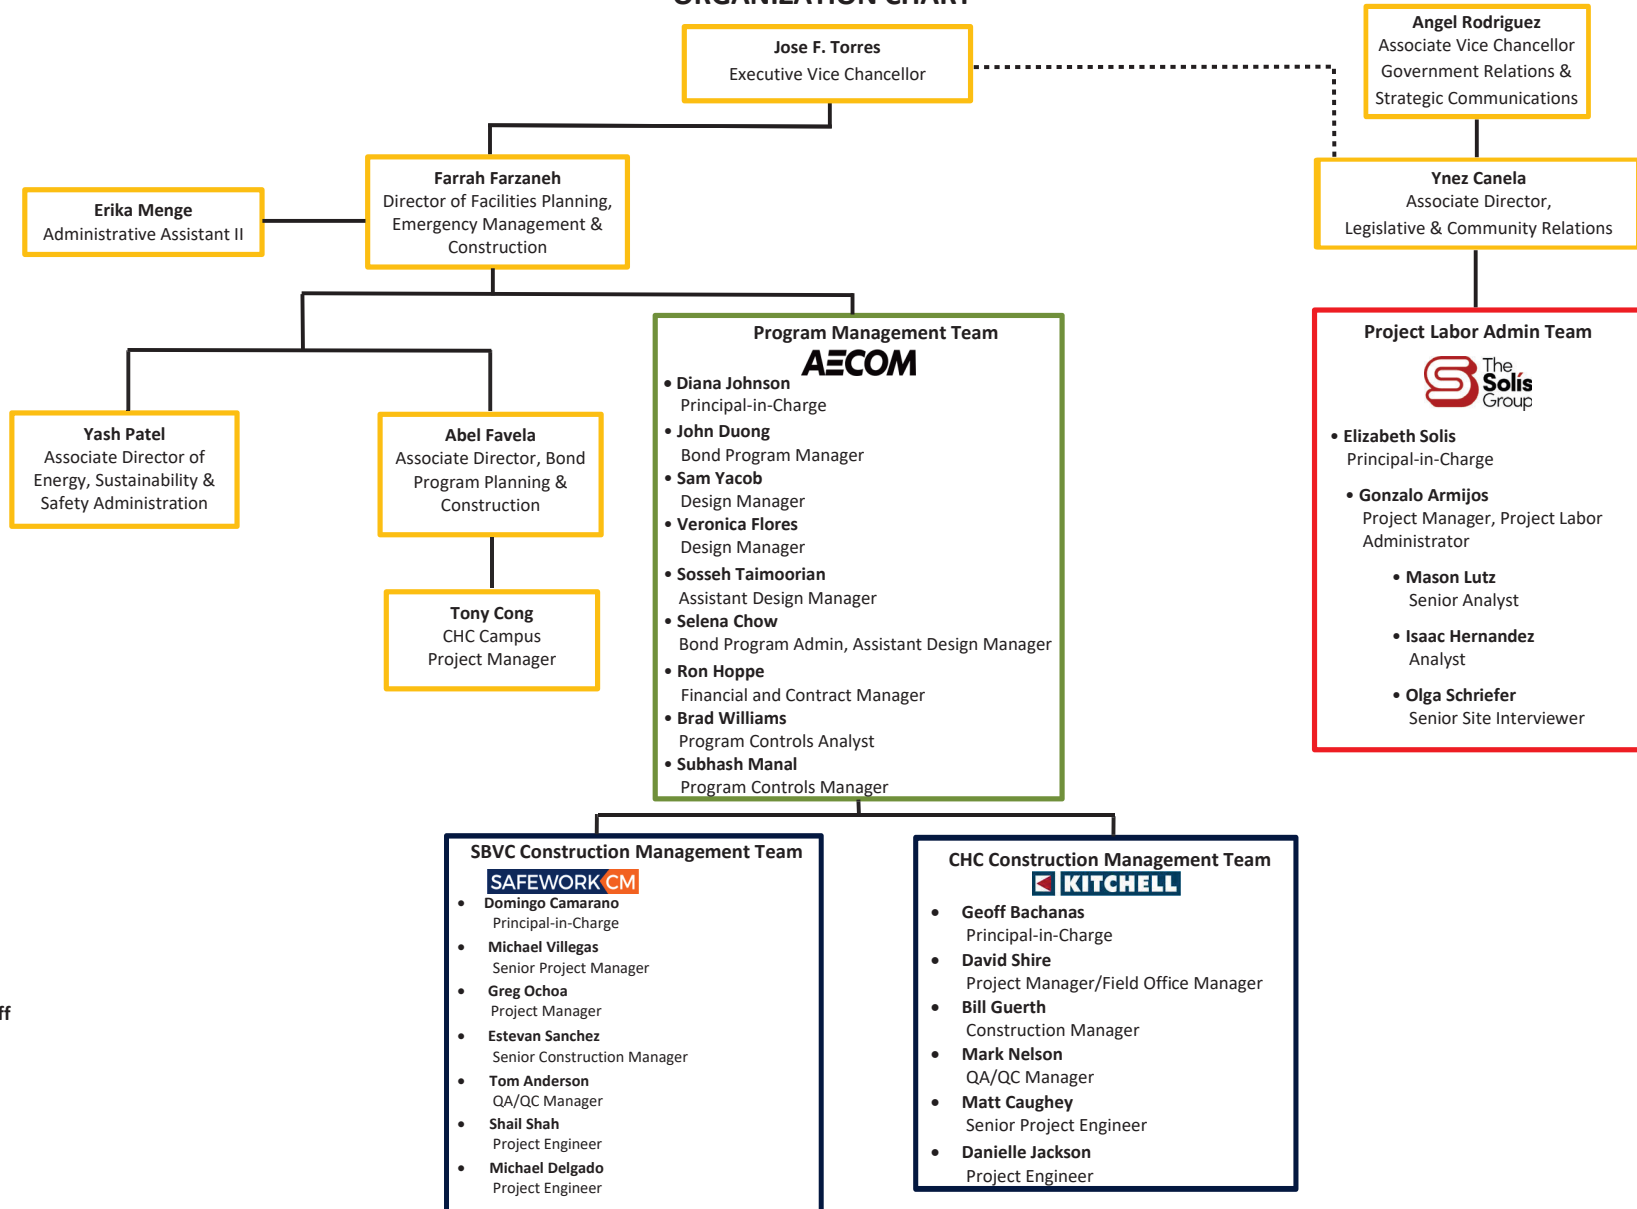 ORGANIZATION CHART
Jose F. Torres
Executive Vice Chancellor
Angel Rodriguez
Associate Vice Chancellor
Government Relations &
Strategic Communications
Farrah Farzaneh
Director of Facilities Planning,
Emergency Management &
Construction
Erika Menge
Administrative Assistant II
Ynez Canela
Associate Director,
Legislative & Community Relations
Yash Patel
Associate Director of
Energy, Sustainability &
Safety Administration
Abel Favela
Associate Director, Bond
Program Planning &
Construction
Tony Cong
CHC Campus
Project Manager
Program Management Team
AECOM
• Diana Johnson
Principal-in-Charge
• John Duong
Bond Program Manager
• Sam Yacob
Design Manager
• Veronica Flores
Design Manager
• Sosseh Taimoorian
Assistant Design Manager
• Selena Chow
Bond Program Admin, Assistant Design Manager
• Ron Hoppe
Financial and Contract Manager
• Brad Williams
Program Controls Analyst
• Subhash Manal
Program Controls Manager
Project Labor Admin Team
The
Solís
Group
• Elizabeth Solis
Principal-in-Charge
• Gonzalo Armijos
Project Manager, Project Labor
Administrator
• Mason Lutz
Senior Analyst
• Isaac Hernandez
Analyst
• Olga Schriefer
Senior Site Interviewer
SBVC Construction Management Team
SAFEWORK CM
• Domingo Camarano
Principal-in-Charge
• Michael Villegas
Senior Project Manager
• Greg Ochoa
Project Manager
• Estevan Sanchez
Senior Construction Manager
• Tom Anderson
QA/QC Manager
• Shail Shah
Project Engineer
• Michael Delgado
Project Engineer
CHC Construction Management Team
KITCHELL
• Geoff Bachanas
Principal-in-Charge
• David Shire
Project Manager/Field Office Manager
• Bill Guerth
Construction Manager
• Mark Nelson
QA/QC Manager
• Matt Caughey
Senior Project Engineer
• Danielle Jackson
Project Engineer
ff